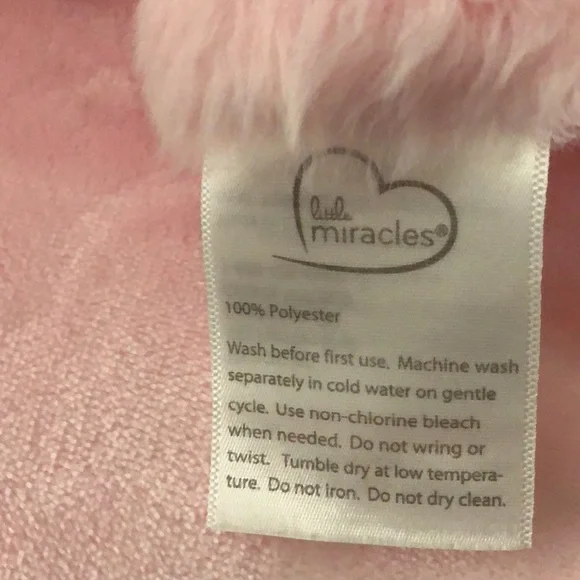 little
miracles®
100% Polyester
Wash before first use. Machine wash
separately in cold water on gentle
cycle. Use non-chlorine bleach
when needed. Do not wring or
twist. Tumble dry at low tempera-
ture. Do not iron. Do not dry clean.